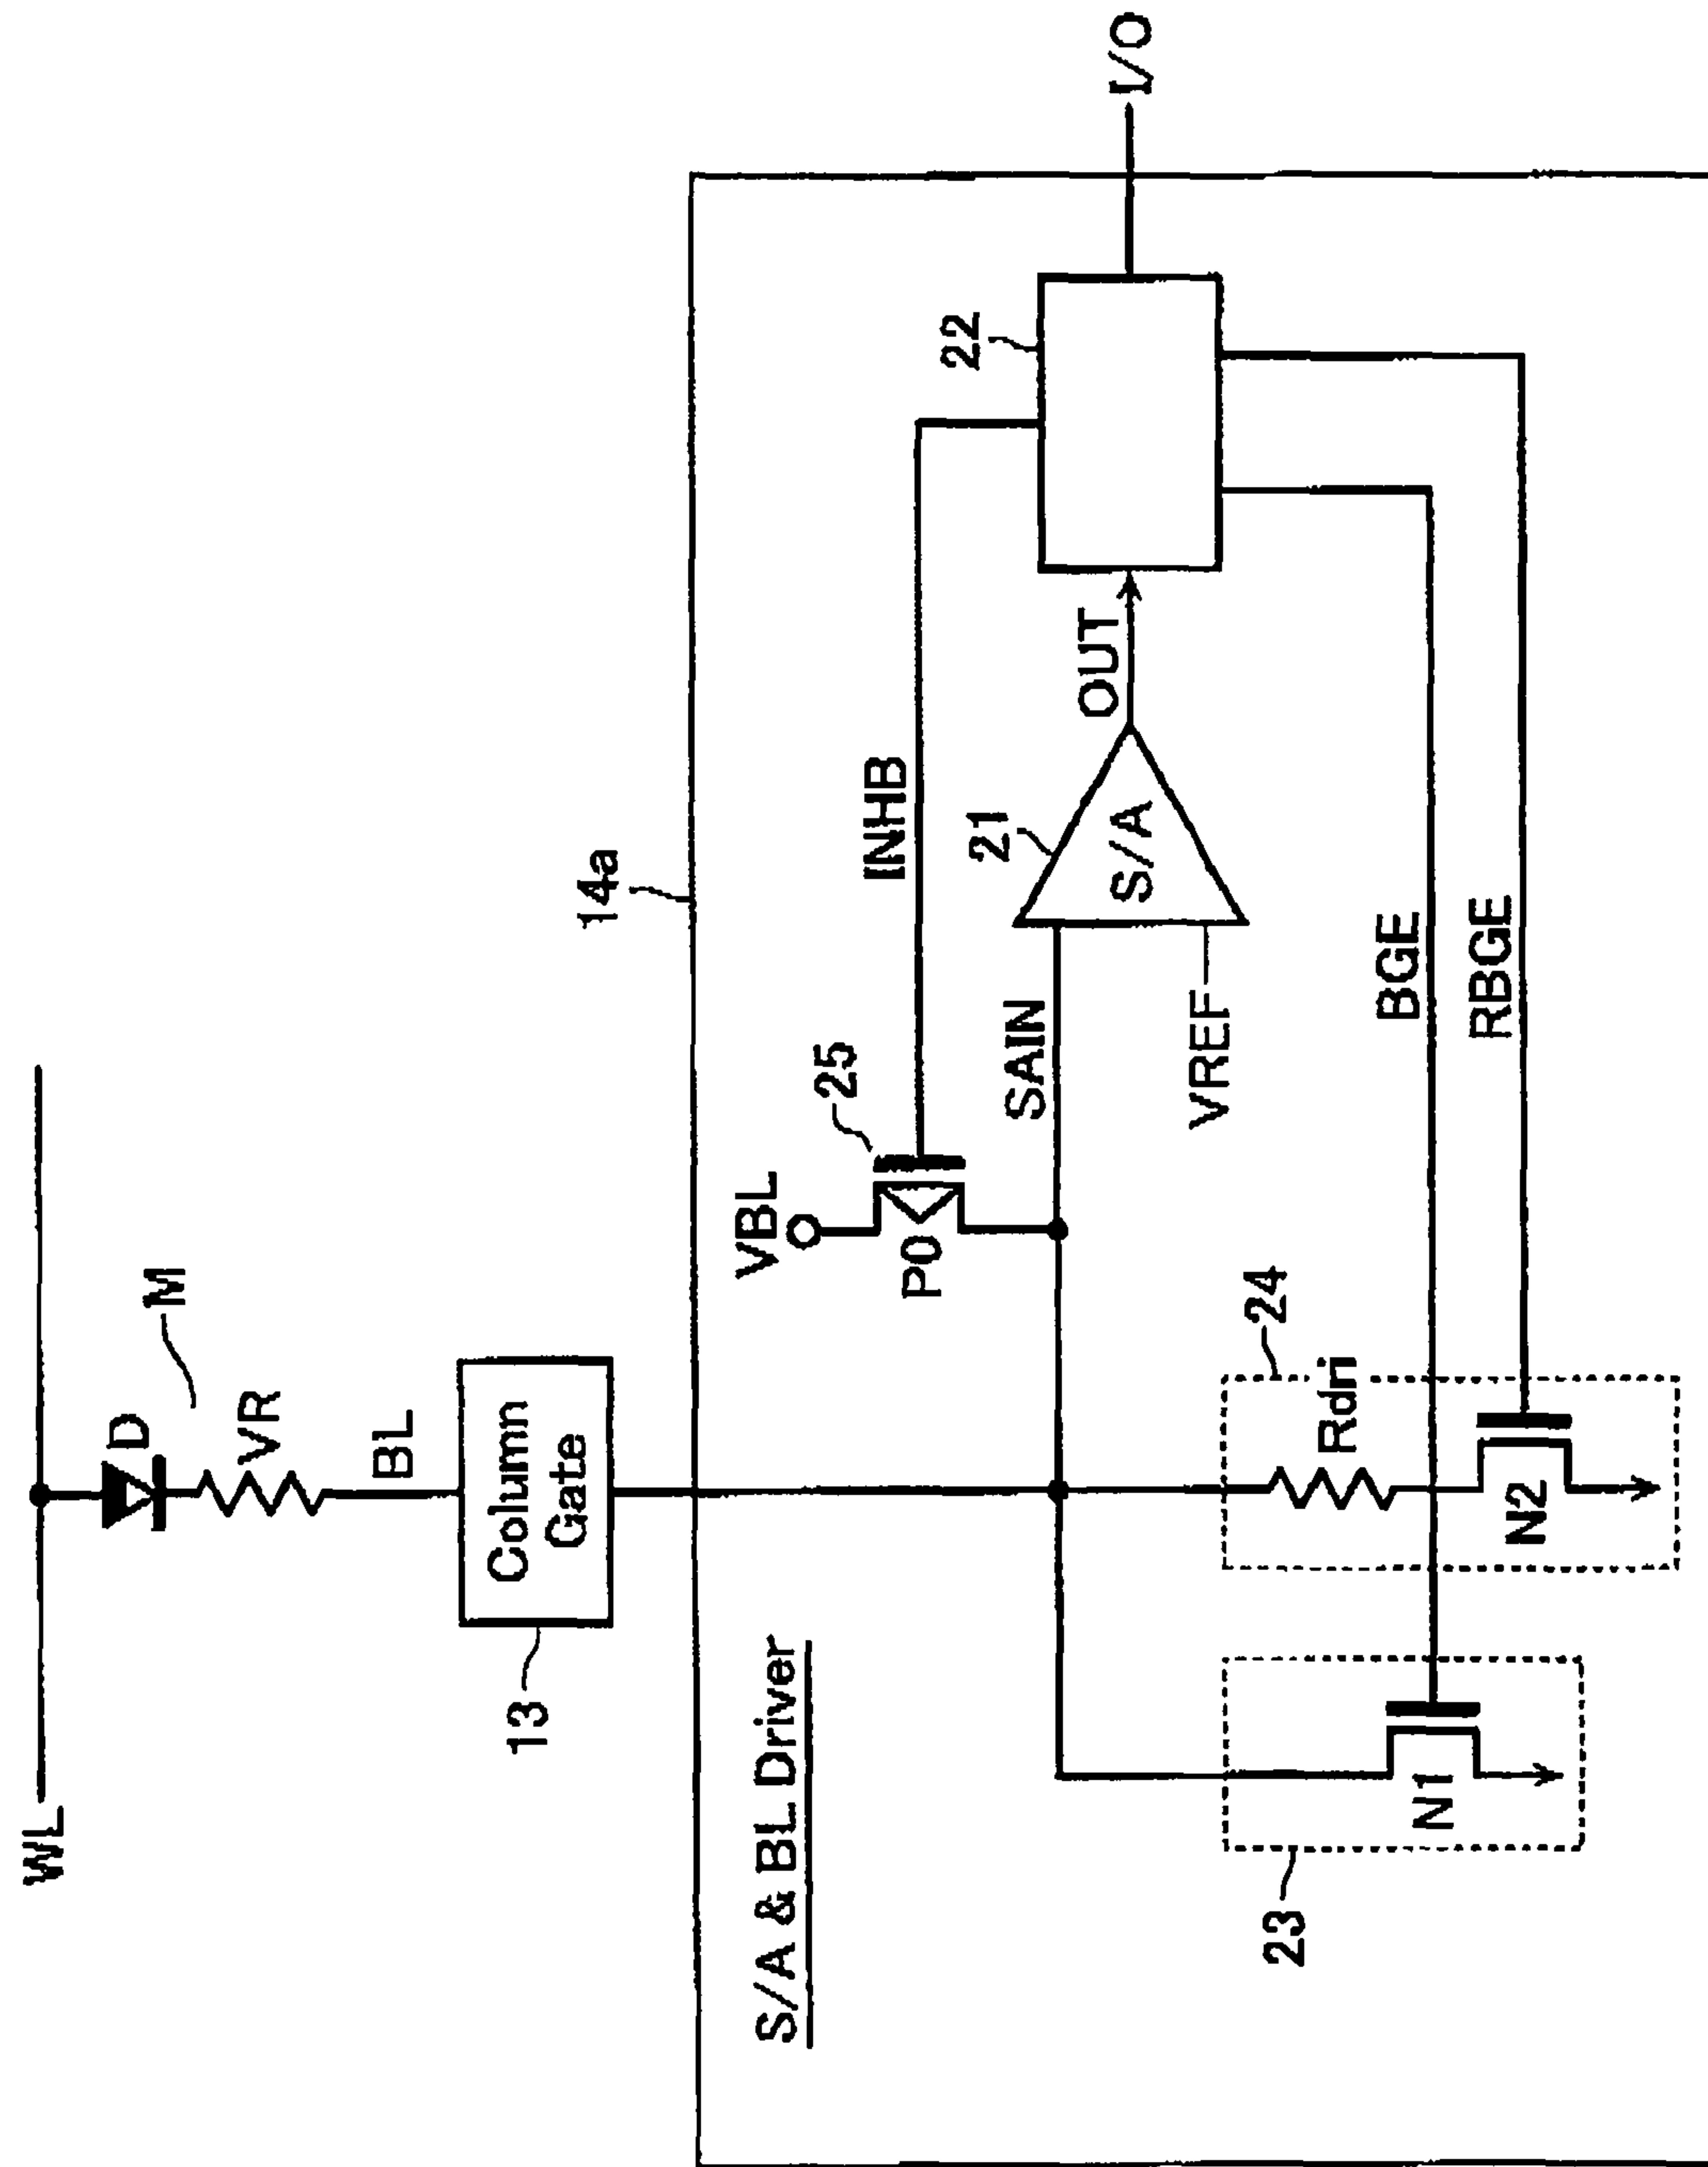 WL
D
M
VR
BL
Column
Gate
13
14a
S/A & BL Driver
VBL
25
P0
INHB
22
I/O
SAIN
21
S/A
OUT
VREF
24
Rdri
N2
23
N1
BGE
RBGE